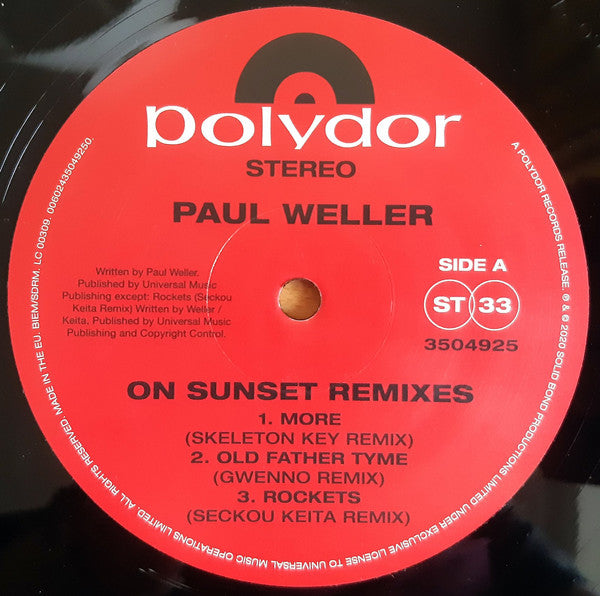 polydor
STEREO
PAUL WELLER
Written by Paul Weller.
Published by Universal Music
Publishing except: Rockets (Seckou
Keita Remix) Written by Weller /
Keita. Published by Universal Music
Publishing and Copyright Control.
SIDE A
ST 33
3504925
ON SUNSET REMIXES
1. MORE
(SKELETON KEY REMIX)
2. OLD FATHER TYME
(GWENNO REMIX)
3. ROCKETS
(SECKOU KEITA REMIX)
A POLYDOR RECORDS RELEASE. ℗ & © 2020 SOLID BOND PRODUCTIONS LIMITED UNDER EXCLUSIVE LICENSE TO UNIVERSAL MUSIC OPERATIONS LIMITED. ALL RIGHTS RESERVED. MADE IN THE EU. BIEM/SDRM. LC 00309. 00602435049250.